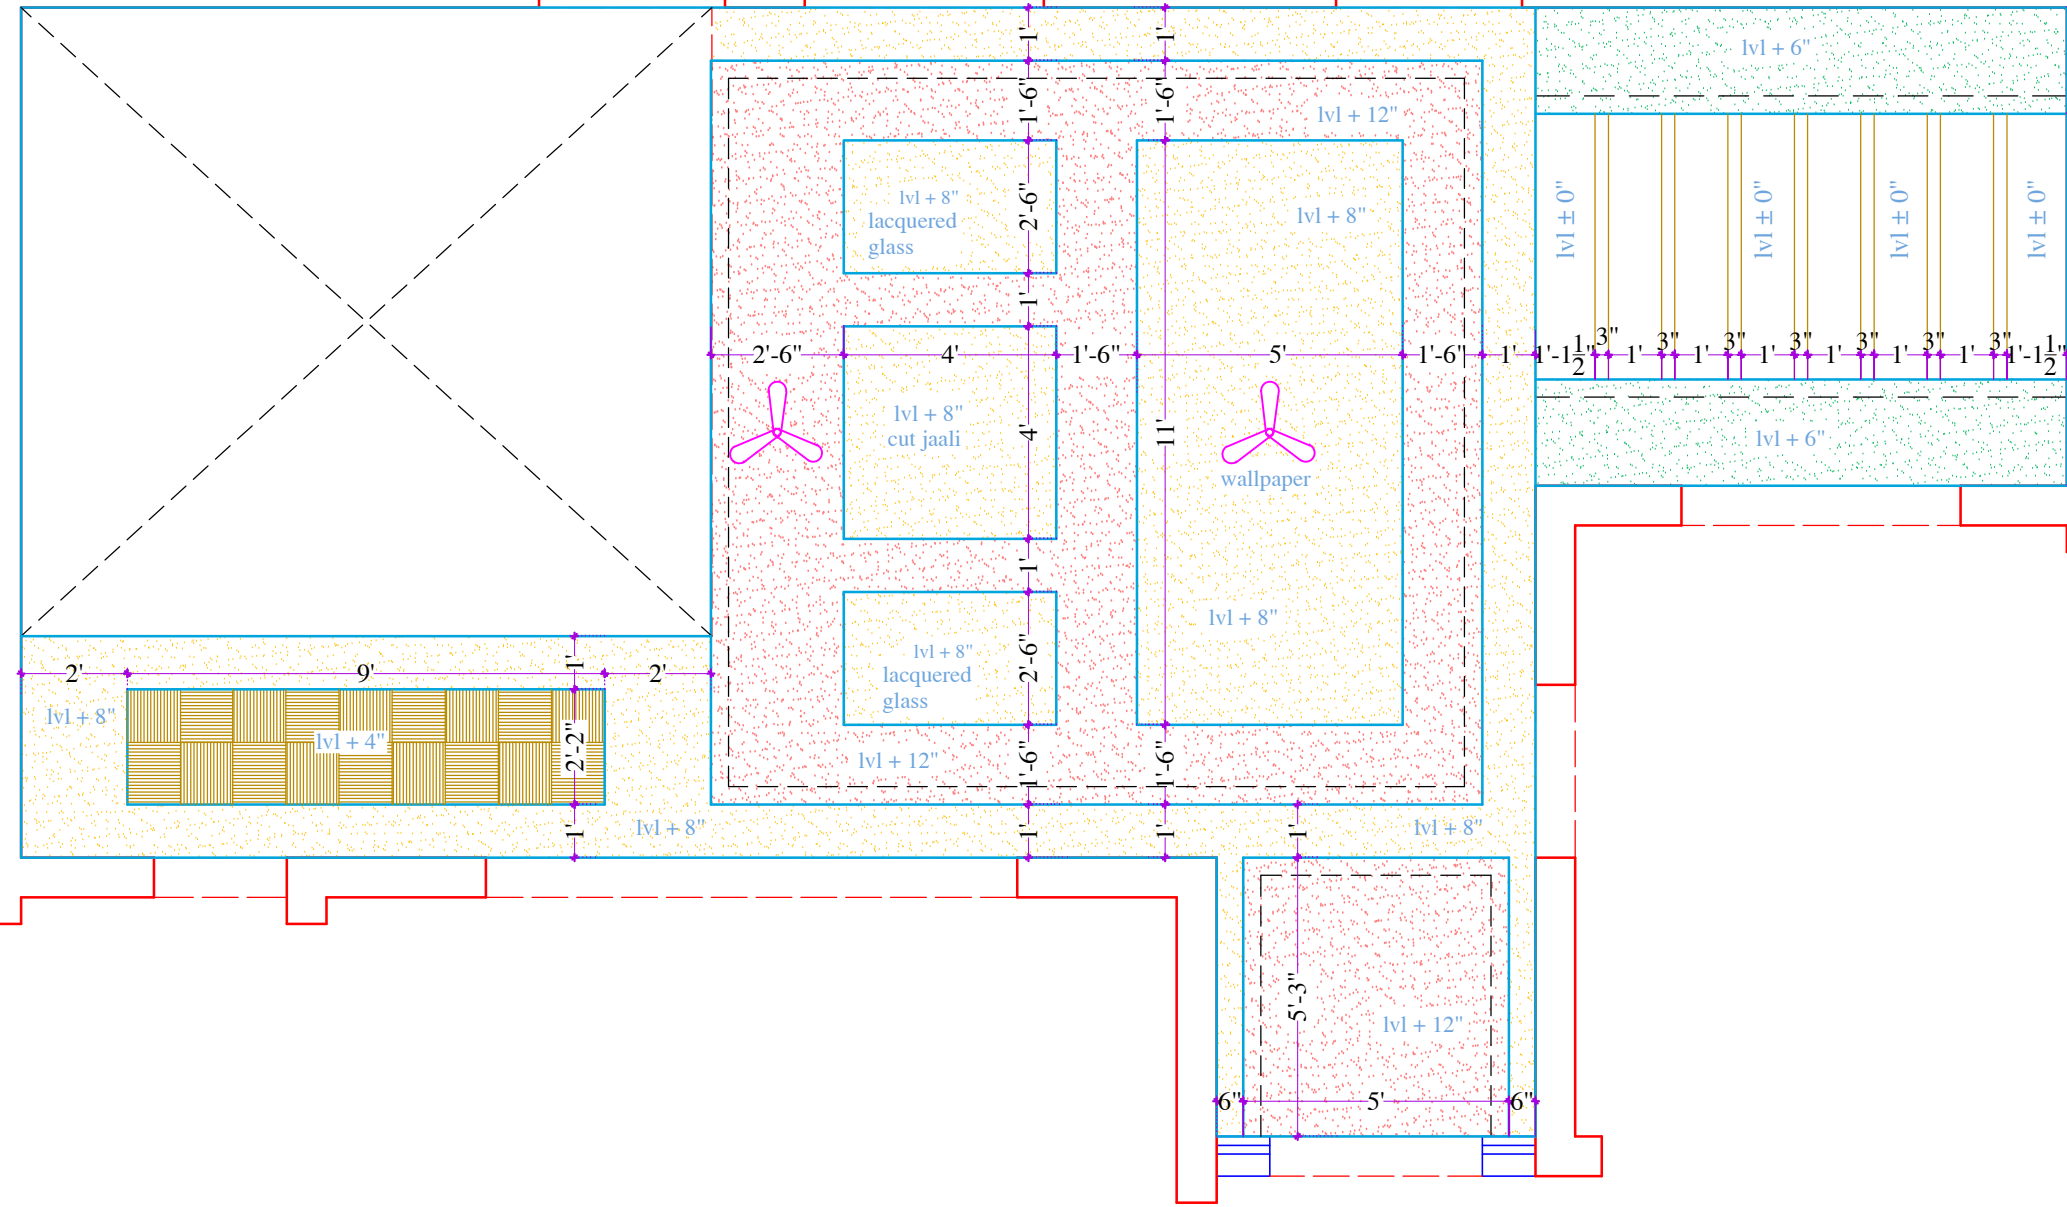 1'
1'
lvl + 6"
1'-6"
1'-6"
lvl + 12"
lvl + 8"
lacquered
glass
2'-6"
lvl + 8"
lvl ± 0"
lvl ± 0"
lvl ± 0"
lvl ± 0"
1'
2'-6"
4'
1'-6"
5'
1'-6"
1'
1'-1 1/2"
3"
1'
3"
1'
3"
1'
3"
1'
3"
1'
3"
1'
3"
1'-1 1/2"
lvl + 8"
cut jaali
4'
11'
wallpaper
lvl + 6"
1'
lvl + 8"
lvl + 8"
lacquered
glass
2'-6"
2'
9'
1'
2'
lvl + 8"
lvl + 4"
2'-2"
lvl + 12"
1'-6"
1'-6"
1'
lvl + 8"
1'
1'
1'
lvl + 8"
5'-3"
lvl + 12"
6"
5'
6"